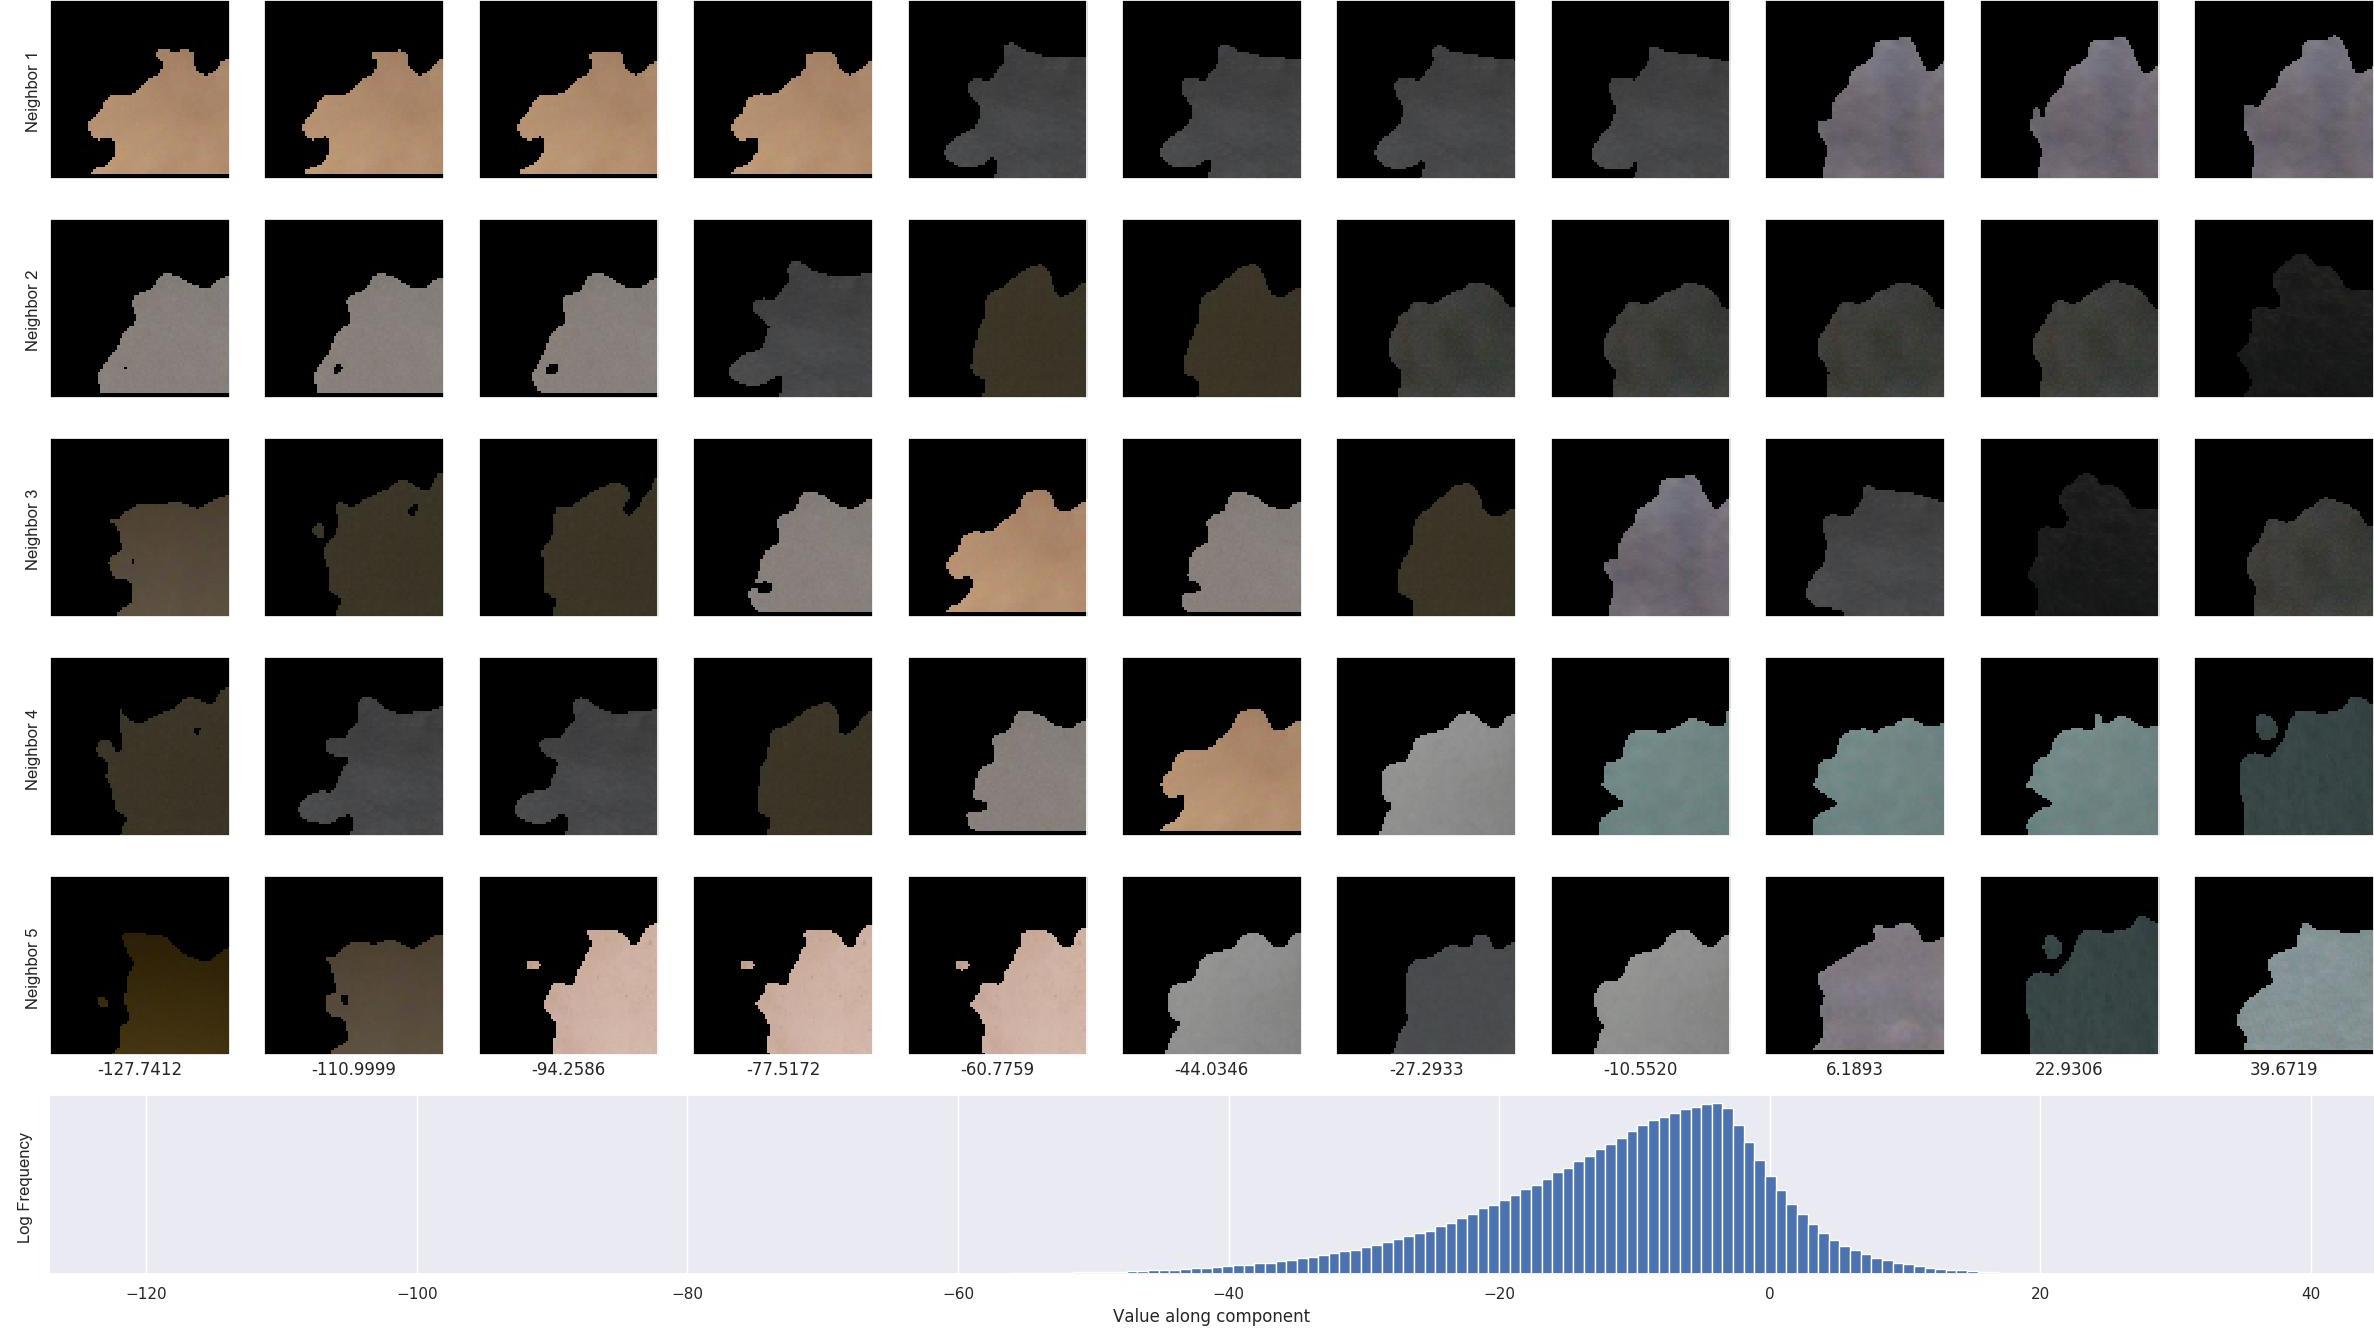 Neighbor 1
Neighbor 2
Neighbor 3
Neighbor 4
Neighbor 5
-127.7412 -110.9999 -94.2586 -77.5172 -60.7759 -44.0346 -27.2933 -10.5520 6.1893 22.9306 39.6719
Log Frequency
−120 −100 −80 −60 −40 −20 0 20 40
Value along component